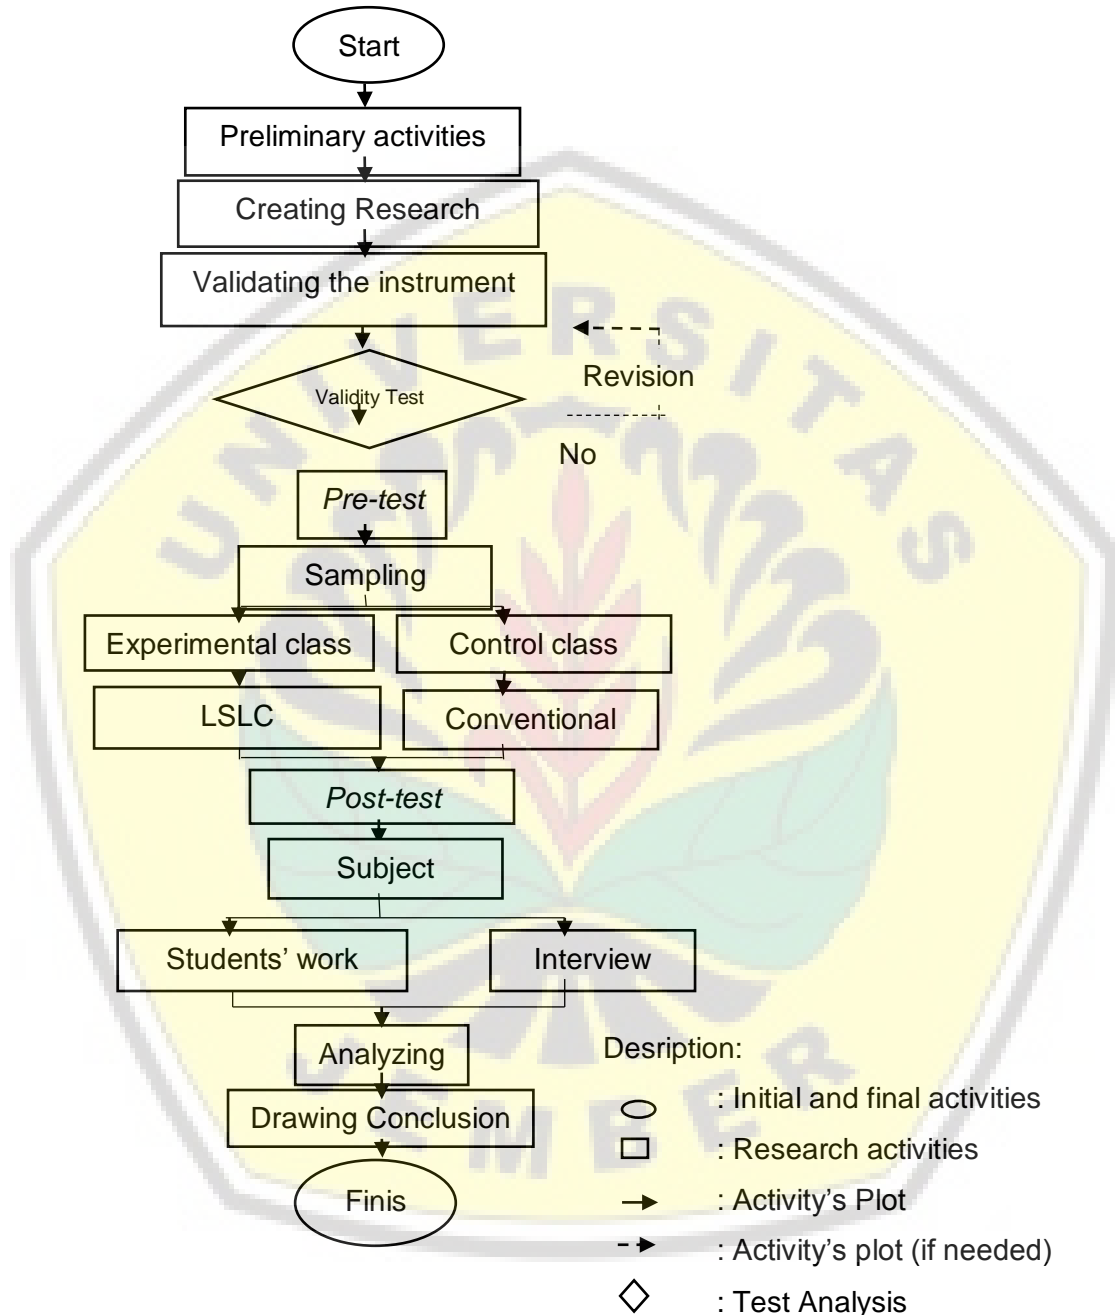 Start
Preliminary activities
Creating Research
Validating the instrument
Validity Test
Revision
No
Pre-test
Sampling
Experimental class
Control class
LSLC
Conventional
Post-test
Subject
Students’ work
Interview
Analyzing
Drawing Conclusion
Finis
Desription:
: Initial and final activities
: Research activities
: Activity’s Plot
: Activity’s plot (if needed)
: Test Analysis
UNIVERSITAS
JEMBER